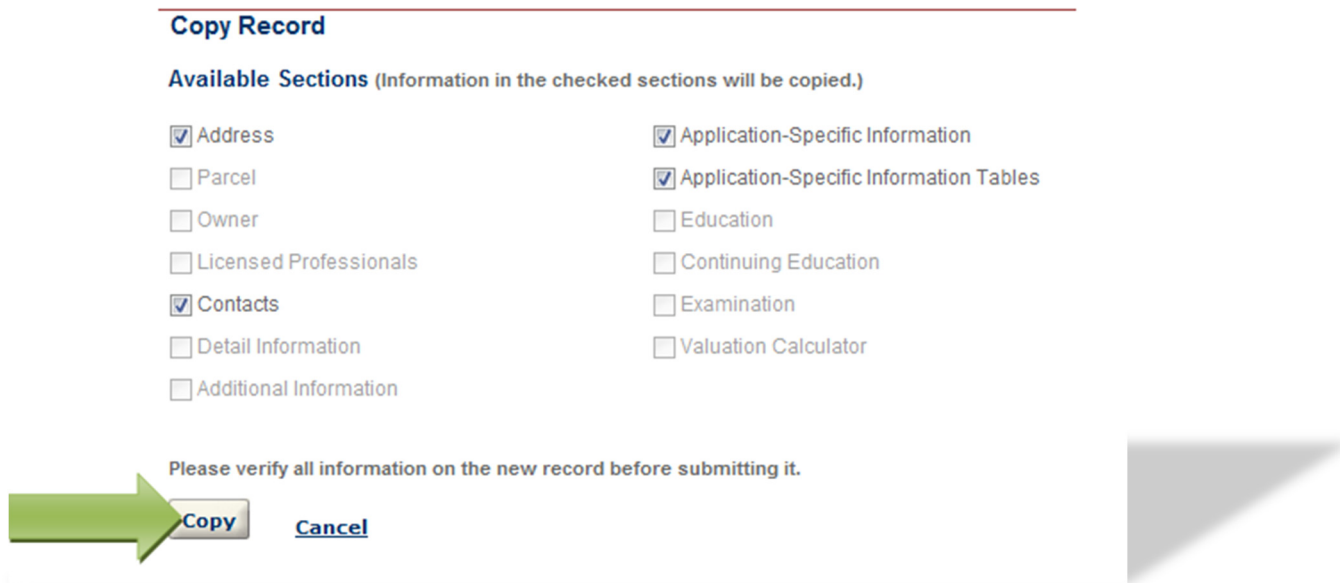 Copy Record
Available Sections (Information in the checked sections will be copied.)
Address
Parcel
Owner
Licensed Professionals
Contacts
Detail Information
Additional Information
Application-Specific Information
Application-Specific Information Tables
Education
Continuing Education
Examination
Valuation Calculator
Please verify all information on the new record before submitting it.
Copy Cancel